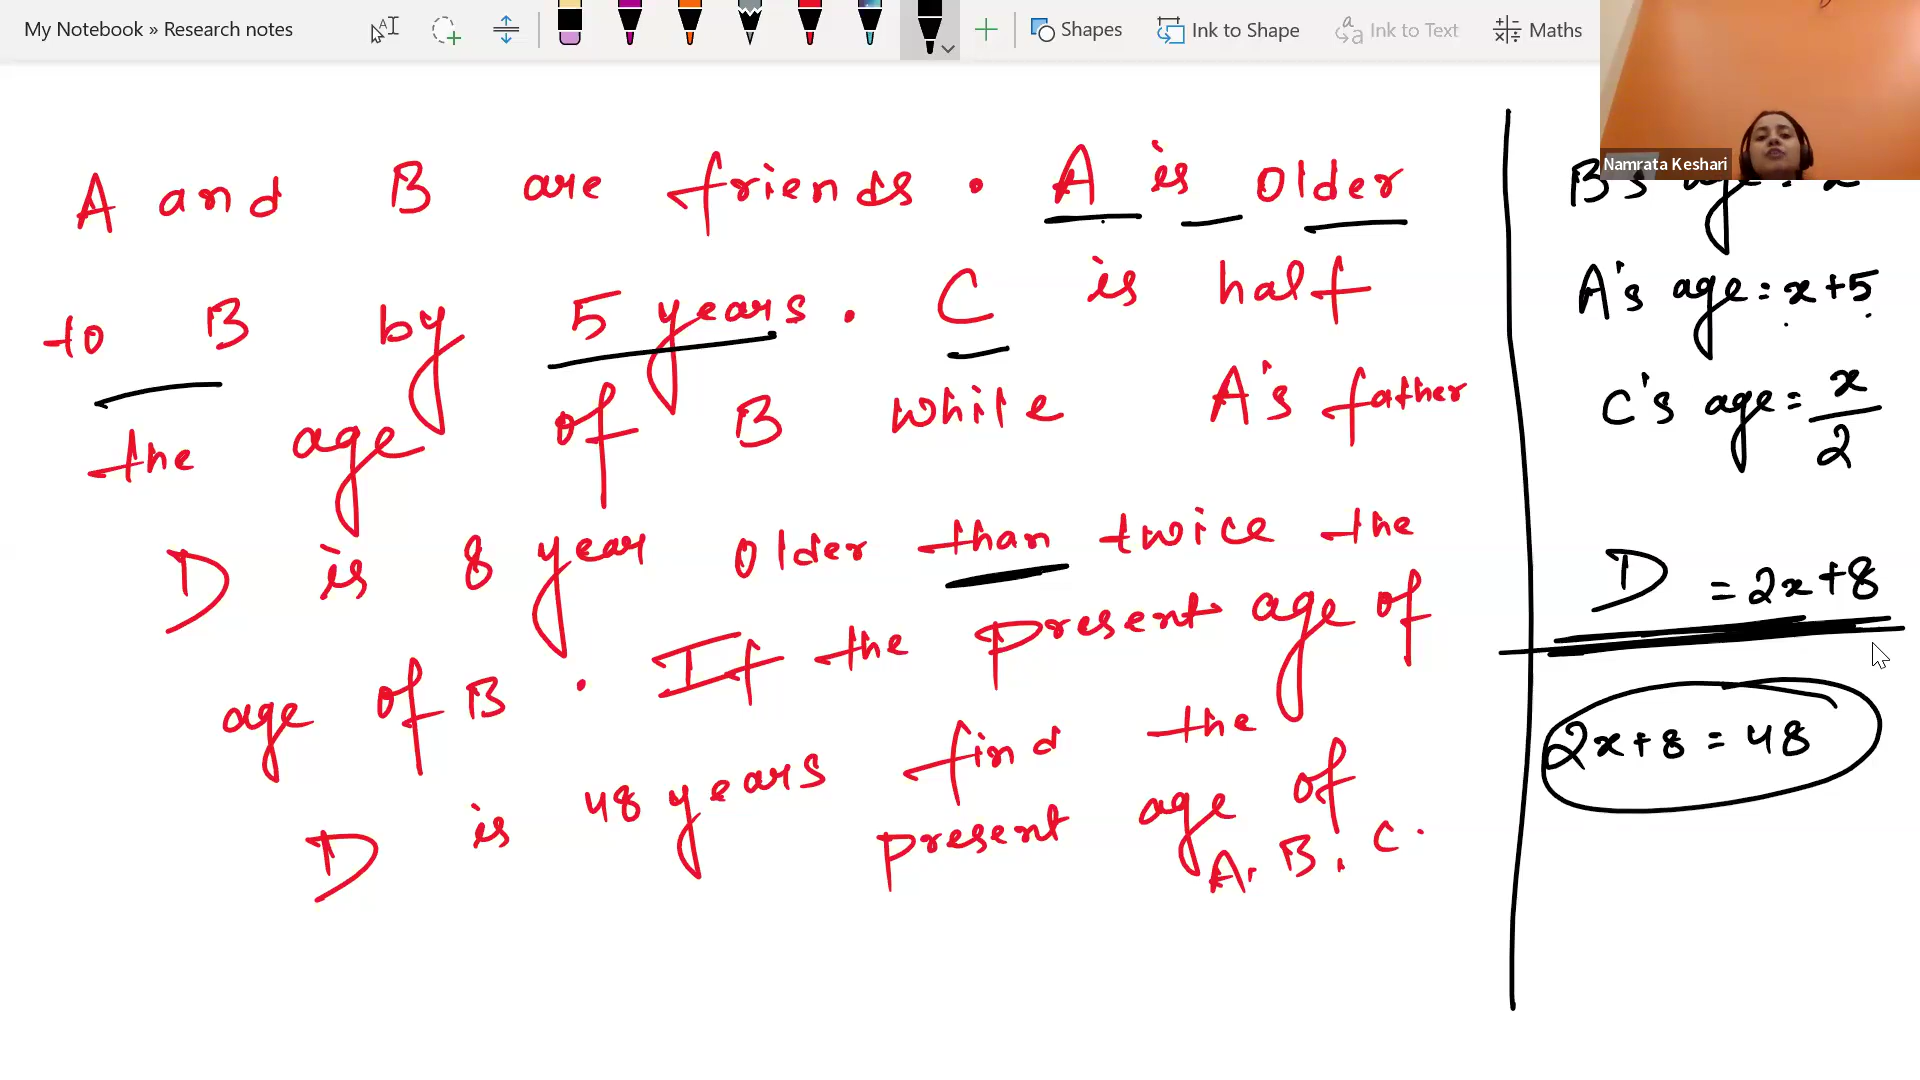 My Notebook » Research notes
Shapes
Ink to Shape
Ink to Text
Maths
Namrata Keshari
A and B are friends. A is older
to B by 5 years. C is half
the age of B while A's father
D is 8 year older than twice the
age of B. If the present age of
D is 48 years find the
present age of
A, B, C.
B's age = x
A's age = x+5
C's age = x/2
D = 2x+8
2x+8 = 48